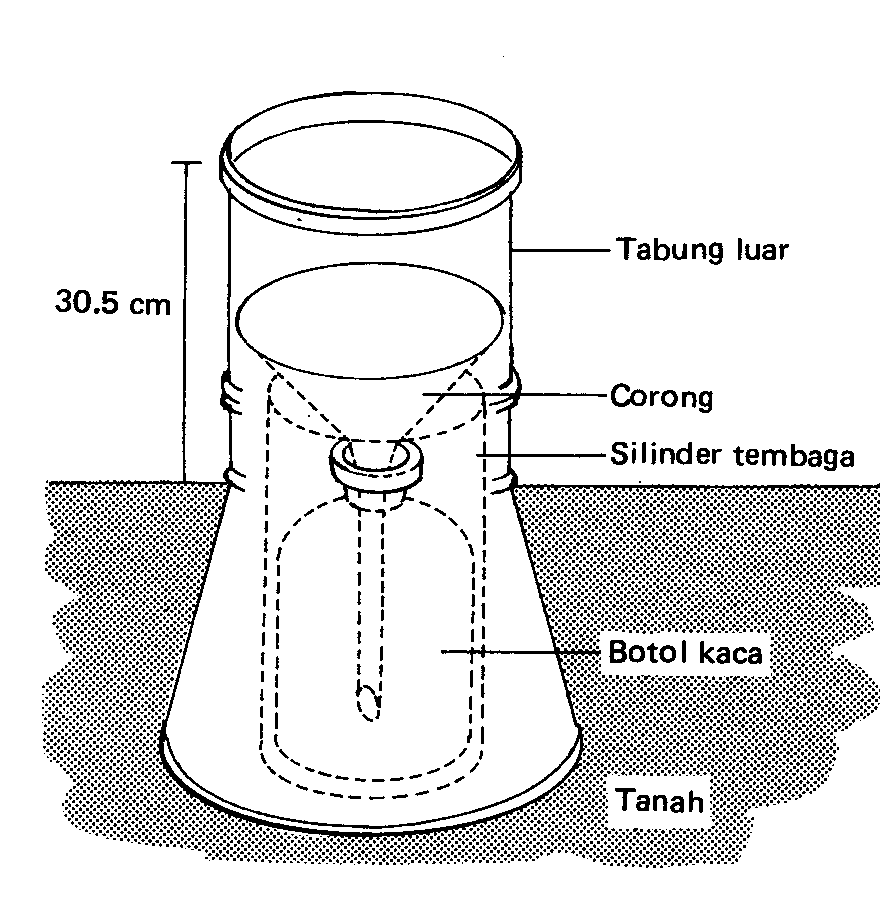 Tabung luar
30.5 cm
Corong
Silinder tembaga
Botol kaca
Tanah